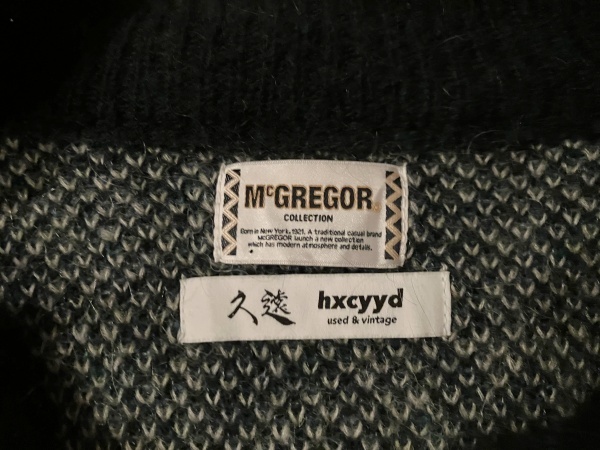 McGREGOR
COLLECTION
Born in New York, 1921. A traditional casual brand
McGREGOR launch a new collection
which has modern atmosphere and details.
久遠 hxcyyd
used & vintage